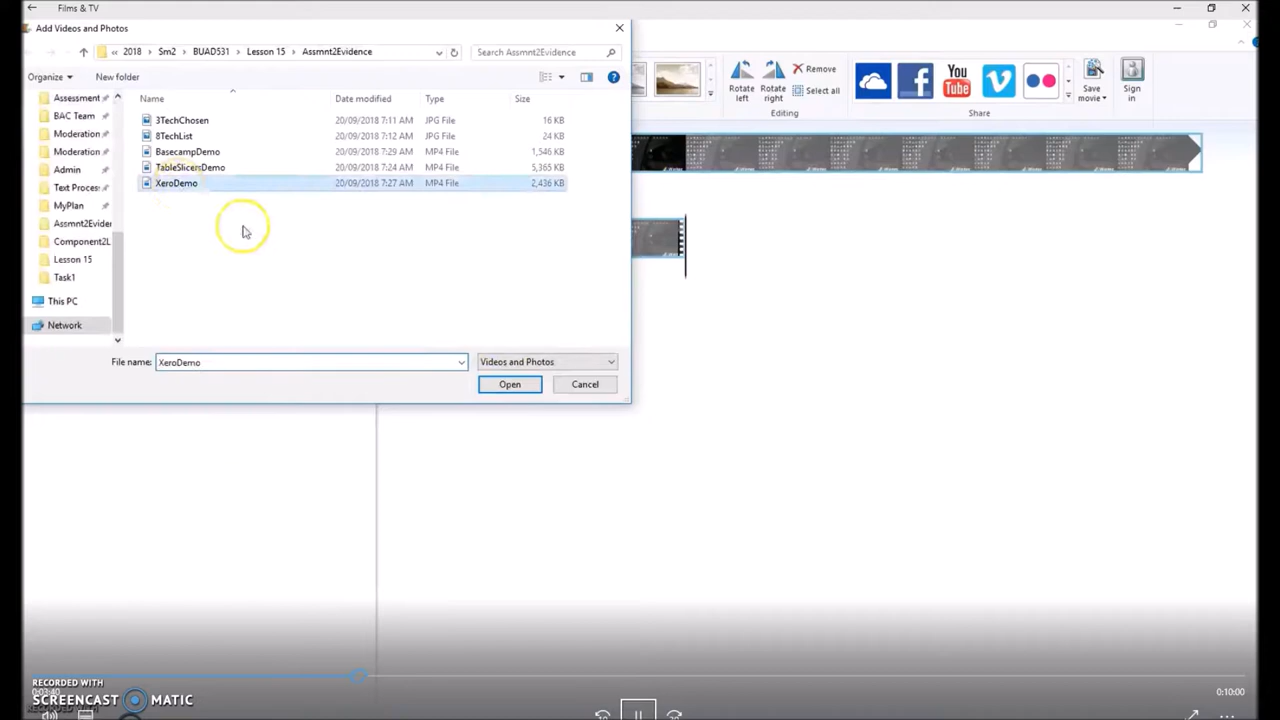 Films & TV
Add Videos and Photos
« 2018 › Sm2 › BUAD531 › Lesson 15 › Assmnt2Evidence
Search Assmnt2Evidence
Organize
New folder
Name Date modified Type Size
3TechChosen 20/09/2018 7:11 AM JPG File 16 KB
8TechList 20/09/2018 7:12 AM JPG File 24 KB
BasecampDemo 20/09/2018 7:29 AM MP4 File 1,546 KB
TableSlicersDemo 20/09/2018 7:24 AM MP4 File 5,365 KB
XeroDemo 20/09/2018 7:27 AM MP4 File 2,436 KB
Assessment
BAC Team
Moderation
Moderation
Admin
Text Proces
MyPlan
Assmnt2Eviden
Component2L
Lesson 15
Task1
This PC
Network
File name: XeroDemo
Videos and Photos
Open
Cancel
Rotate left
Rotate right
Remove
Select all
Editing
You Tube
Share
Save movie
Sign in
RECORDED WITH
SCREENCAST MATIC
0:03:40
0:10:00